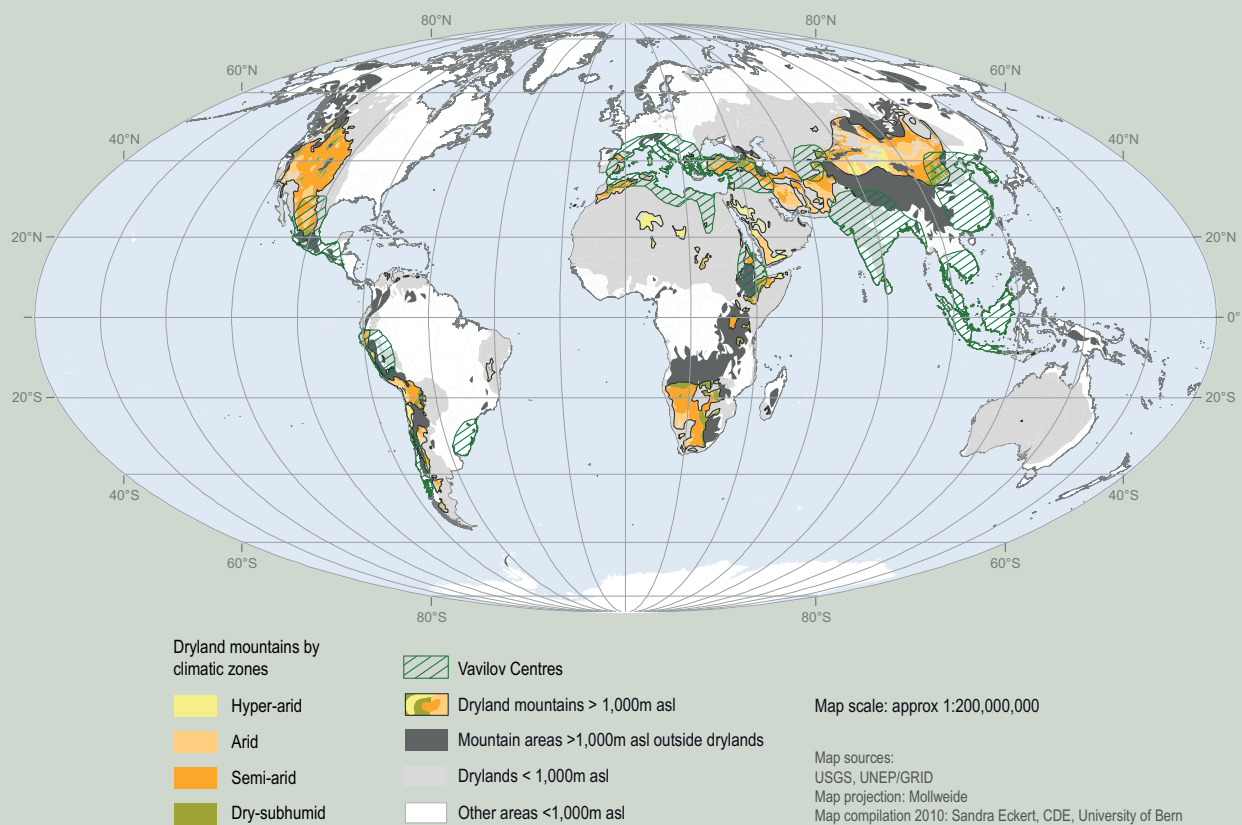 80°N
80°N
60°N
60°N
40°N
40°N
20°N
20°N
0°
20°S
20°S
40°S
40°S
60°S
60°S
80°S
80°S
Dryland mountains by
climatic zones
Hyper-arid
Arid
Semi-arid
Dry-subhumid
Vavilov Centres
Dryland mountains > 1,000m asl
Mountain areas >1,000m asl outside drylands
Drylands < 1,000m asl
Other areas <1,000m asl
Map scale: approx 1:200,000,000
Map sources:
USGS, UNEP/GRID
Map projection: Mollweide
Map compilation 2010: Sandra Eckert, CDE, University of Bern